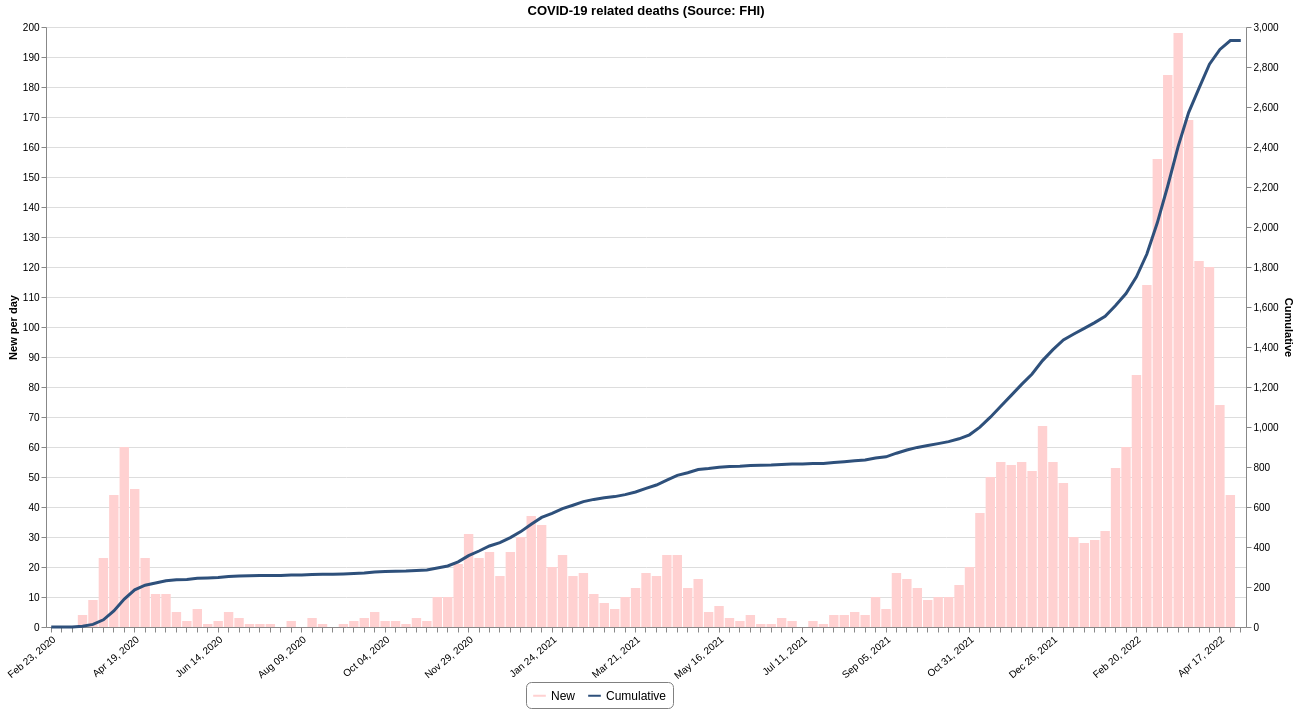 COVID-19 related deaths (Source: FHI)
200
190
180
170
160
150
140
130
120
110
100
90
80
70
60
50
40
30
20
10
0
New per day
3,000
2,800
2,600
2,400
2,200
2,000
1,800
1,600
1,400
1,200
1,000
800
600
400
200
0
Cumulative
Feb 23, 2020
Apr 19, 2020
Jun 14, 2020
Aug 09, 2020
Oct 04, 2020
Nov 29, 2020
Jan 24, 2021
Mar 21, 2021
May 16, 2021
Jul 11, 2021
Sep 05, 2021
Oct 31, 2021
Dec 26, 2021
Feb 20, 2022
Apr 17, 2022
New Cumulative